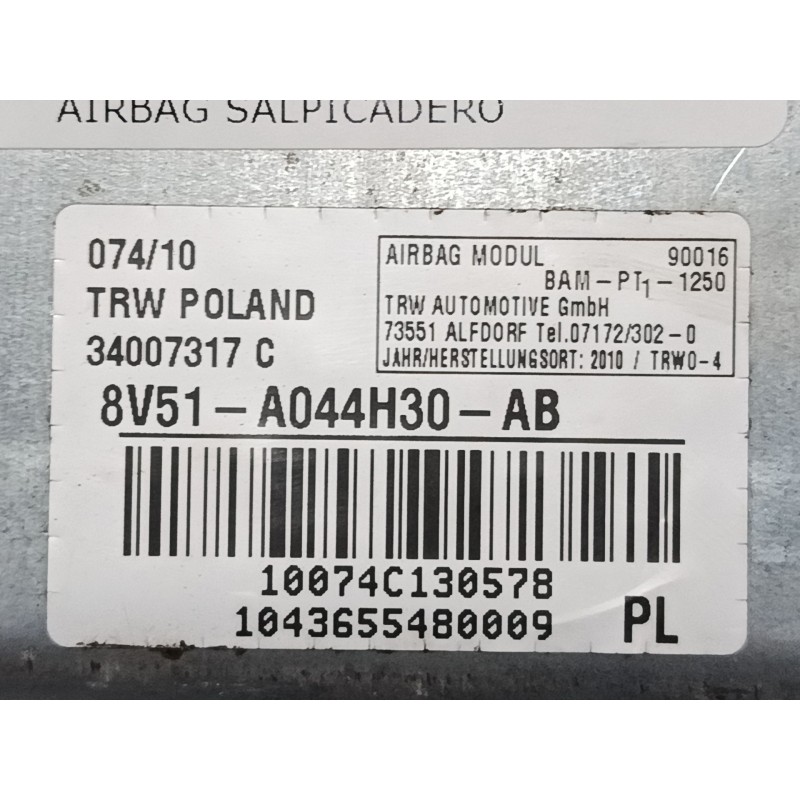 AIRBAG SALPICADERO
074/10
TRW POLAND
34007317 C
AIRBAG MODUL 90016
BAM-PT1-1250
TRW AUTOMOTIVE GmbH
73551 ALFDORF Tel.07172/302-0
JAHR/HERSTELLUNGSORT: 2010 / TRWO-4
8V51-A044H30-AB
10074C130578
1043655480009
PL